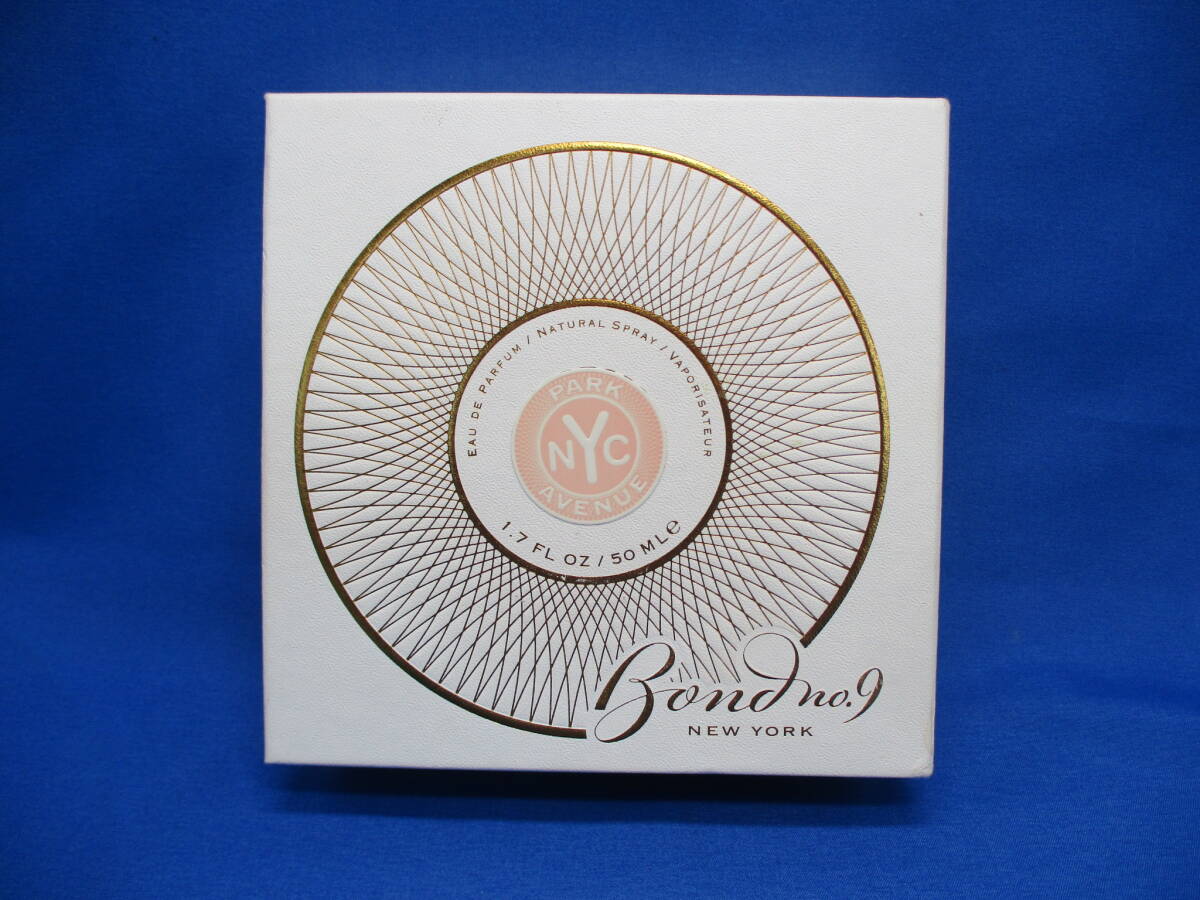 EAU DE PARFUM / NATURAL SPRAY / VAPORISATEUR
PARK
NYC
AVENUE
1.7 FL OZ / 50 ML ℮
Bond no.9
NEW YORK